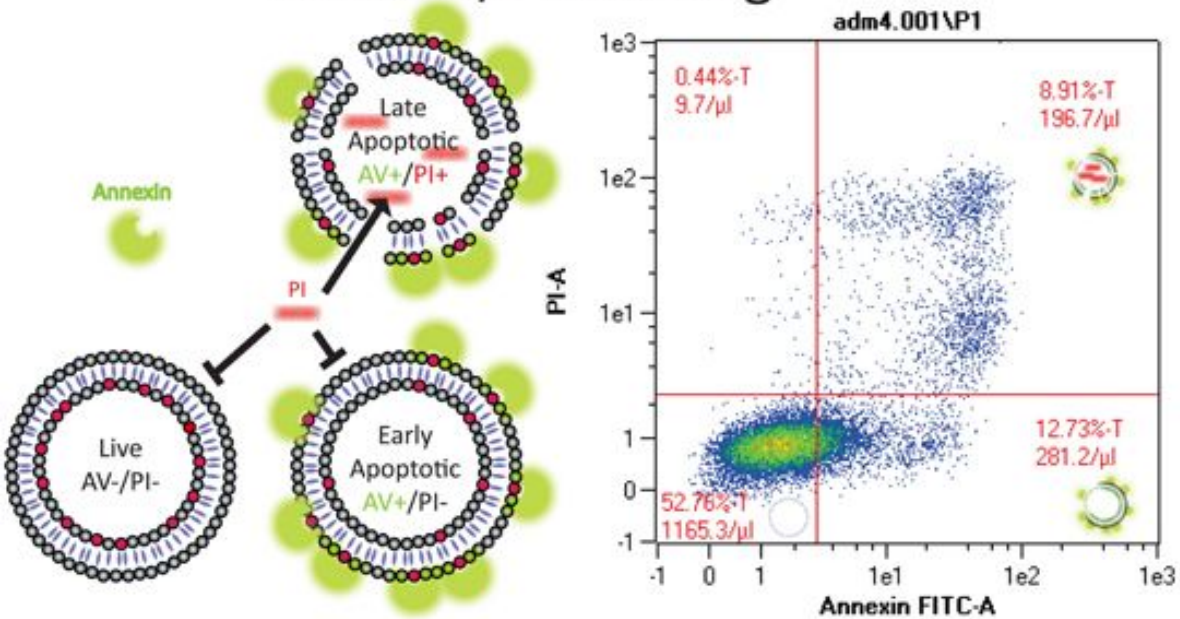 Late
Apoptotic
AV+/PI+
Annexin
PI
Live
AV-/PI-
Early
Apoptotic
AV+/PI-
adm4.001\P1
1e3
1e2
1e1
1
0
-1
PI-A
0.44%-T
9.7/µl
8.91%-T
196.7/µl
12.73%-T
281.2/µl
52.76%-T
1165.3/µl
-1 0 1 1e1 1e2 1e3
Annexin FITC-A